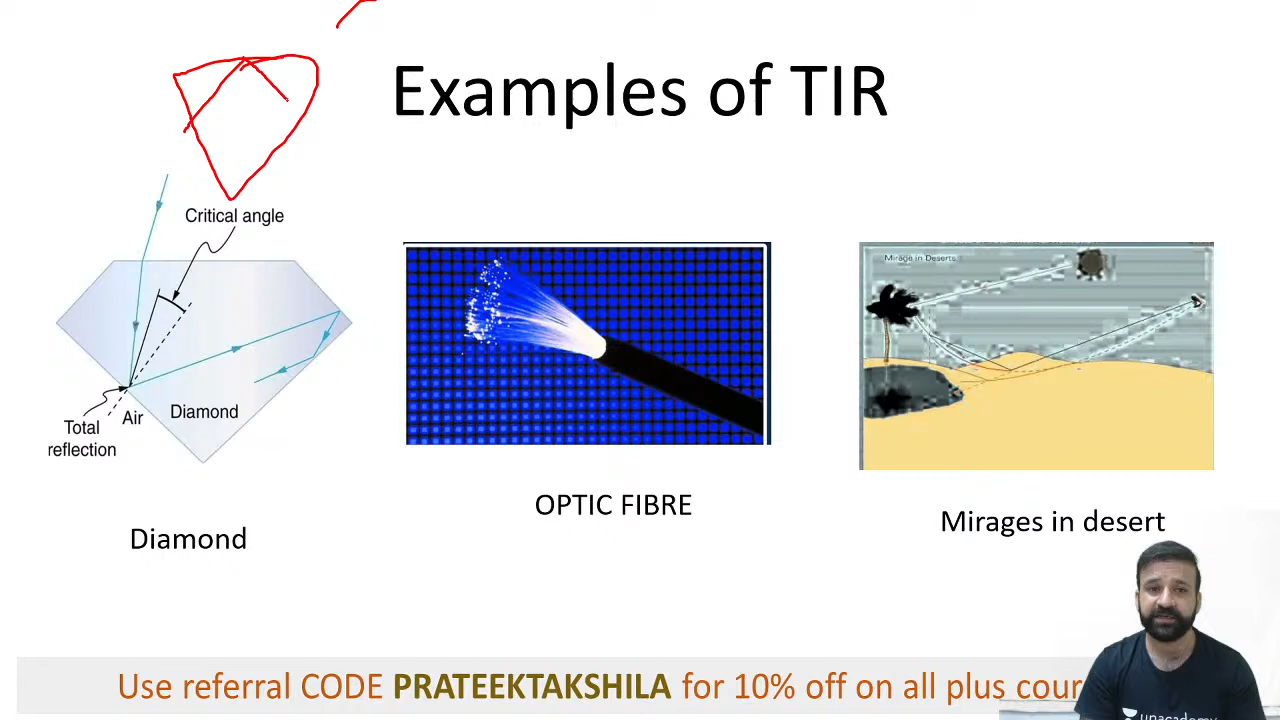 Examples of TIR
Critical angle
Air
Diamond
Total
reflection
Diamond
OPTIC FIBRE
Mirage in Deserts
Mirages in desert
Use referral CODE PRATEEKTAKSHILA for 10% off on all plus cour
unacademy